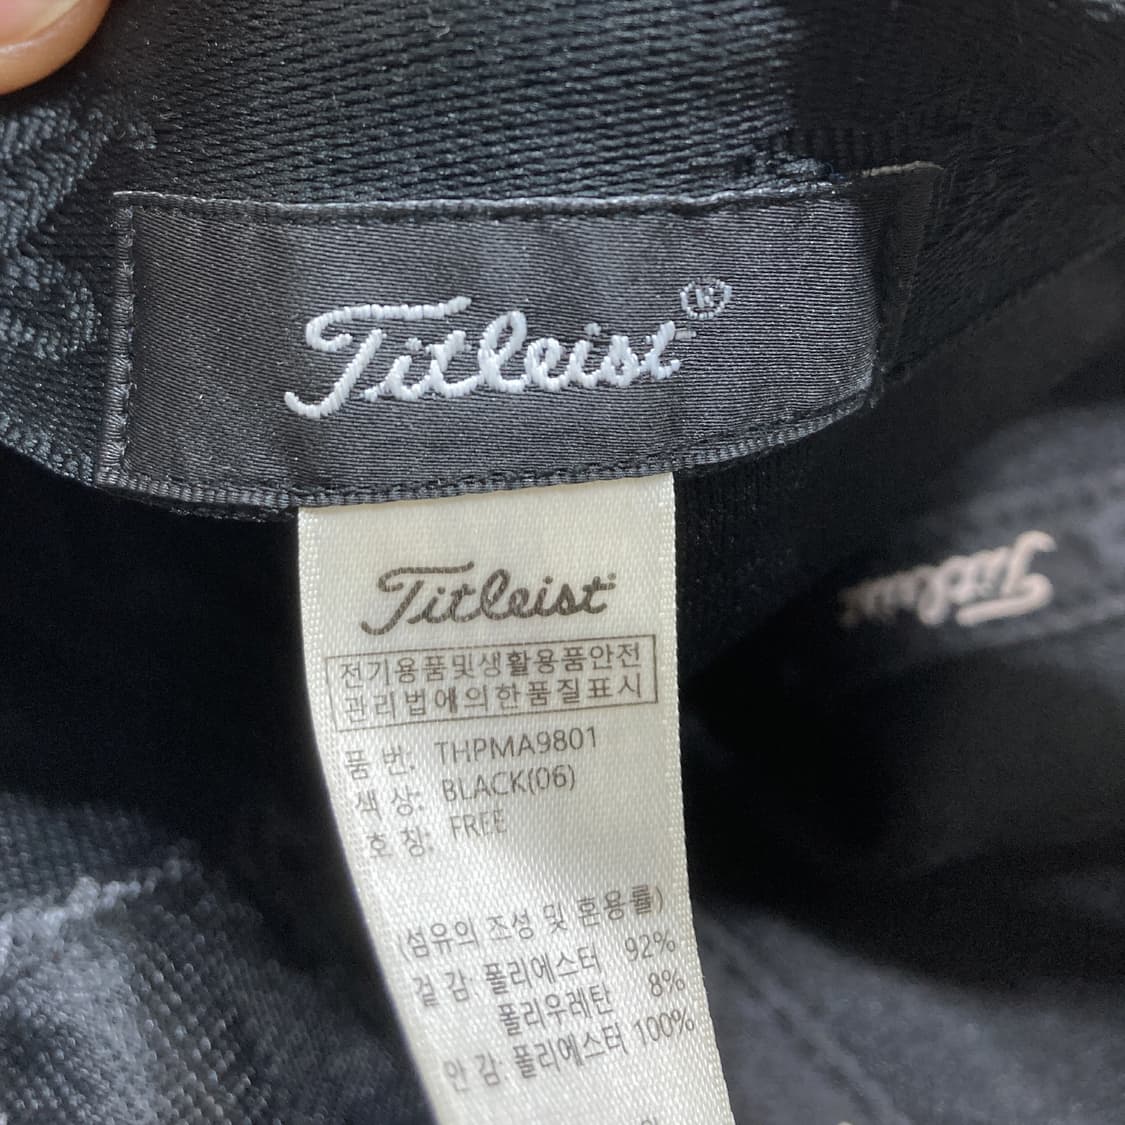 Titleist®
Titleist
Titleist
전기용품및생활용품안전
관리법에의한품질표시
품 번: THPMA9801
색 상: BLACK(06)
호 칭: FREE
(섬유의 조성 및 혼용률)
겉 감 폴리에스터 92%
폴리우레탄 8%
안 감: 폴리에스터 100%